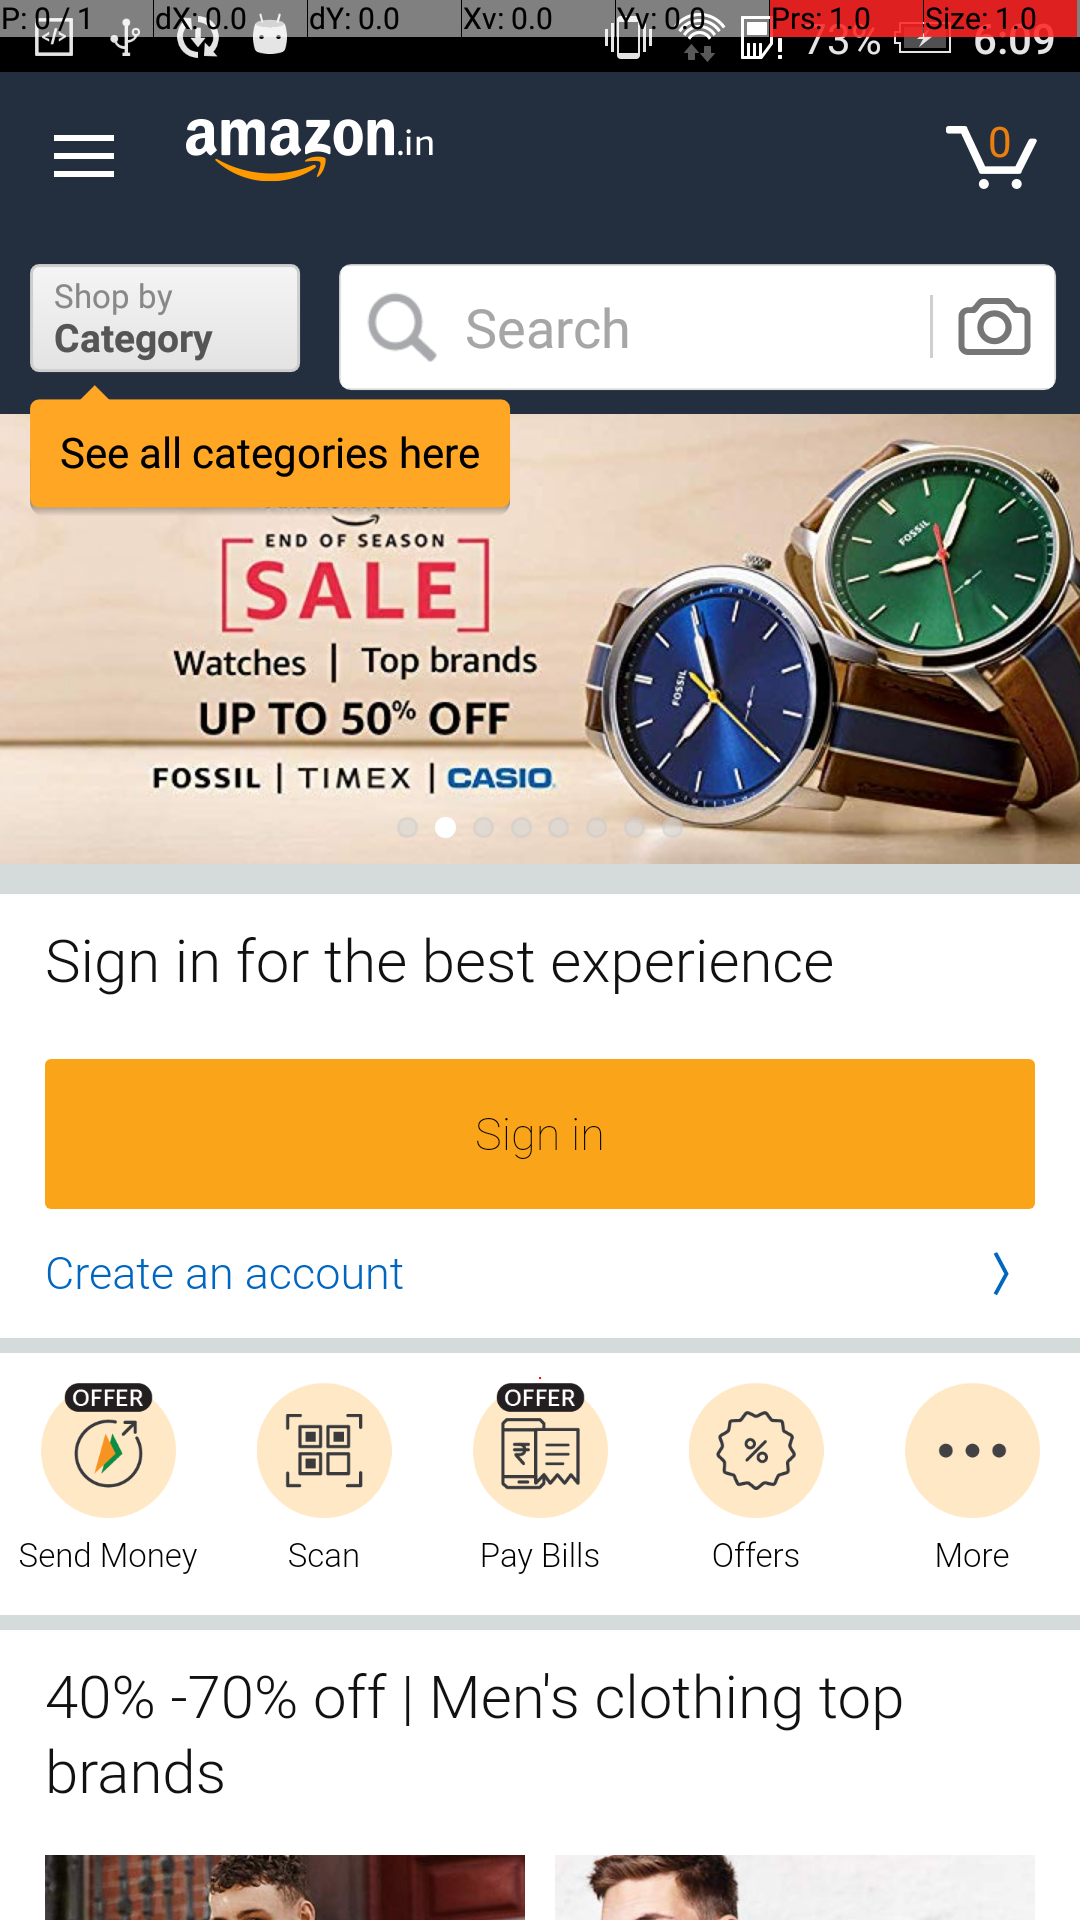 P: 0 / 1 dX: 0.0 dY: 0.0 Xv: 0.0 Yv: 0.0 Prs: 1.0 Size: 1.0
73% 6:09
amazon.in
0
Shop by
Category
Search
See all categories here
END OF SEASON
SALE
Watches | Top brands
UP TO 50% OFF
FOSSIL | TIMEX | CASIO
FOSSIL
FOSSIL
Sign in for the best experience
Sign in
Create an account
OFFER
OFFER
Send Money
Scan
Pay Bills
Offers
More
40% -70% off | Men's clothing top
brands